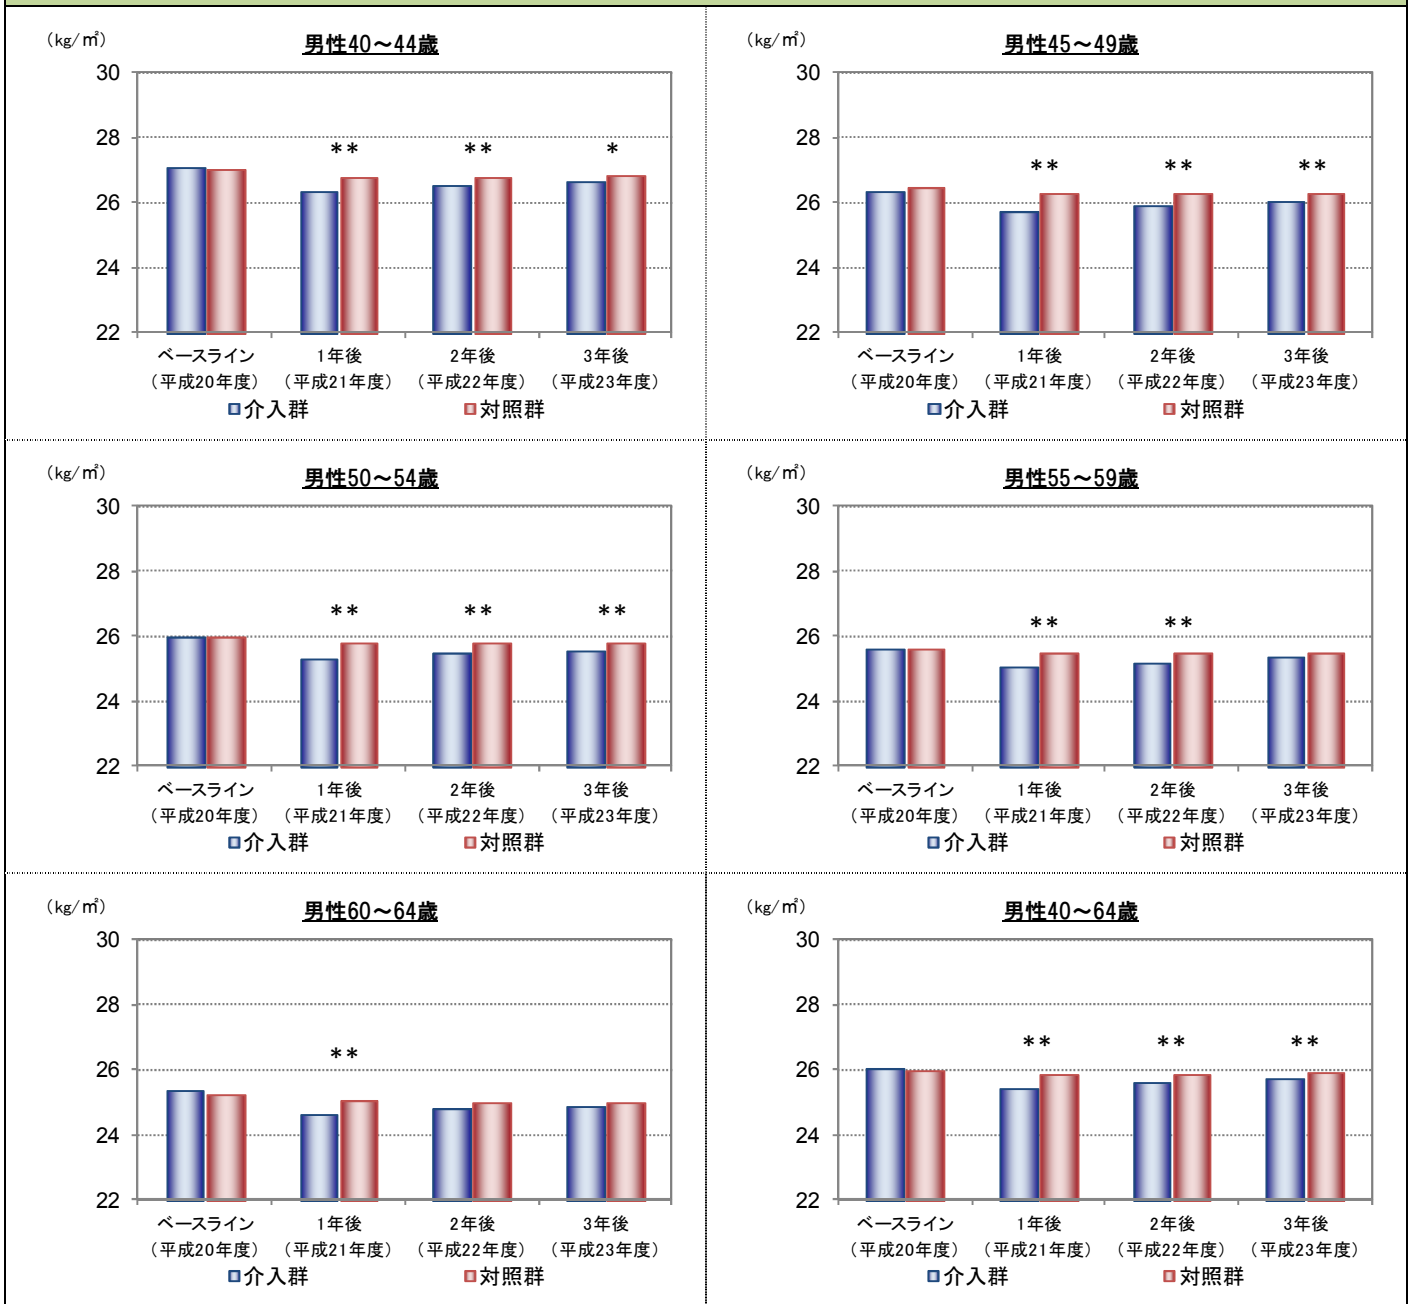 (kg/㎡)
男性40～44歳
30
28
26
24
22
** ** *
ベースライン 1年後 2年後 3年後
(平成20年度) (平成21年度) (平成22年度) (平成23年度)
介入群 対照群
(kg/㎡)
男性45～49歳
30
28
26
24
22
** ** **
ベースライン 1年後 2年後 3年後
(平成20年度) (平成21年度) (平成22年度) (平成23年度)
介入群 対照群
(kg/㎡)
男性50～54歳
30
28
26
24
22
** ** **
ベースライン 1年後 2年後 3年後
(平成20年度) (平成21年度) (平成22年度) (平成23年度)
介入群 対照群
(kg/㎡)
男性55～59歳
30
28
26
24
22
** **
ベースライン 1年後 2年後 3年後
(平成20年度) (平成21年度) (平成22年度) (平成23年度)
介入群 対照群
(kg/㎡)
男性60～64歳
30
28
26
24
22
**
ベースライン 1年後 2年後 3年後
(平成20年度) (平成21年度) (平成22年度) (平成23年度)
介入群 対照群
(kg/㎡)
男性40～64歳
30
28
26
24
22
** ** **
ベースライン 1年後 2年後 3年後
(平成20年度) (平成21年度) (平成22年度) (平成23年度)
介入群 対照群